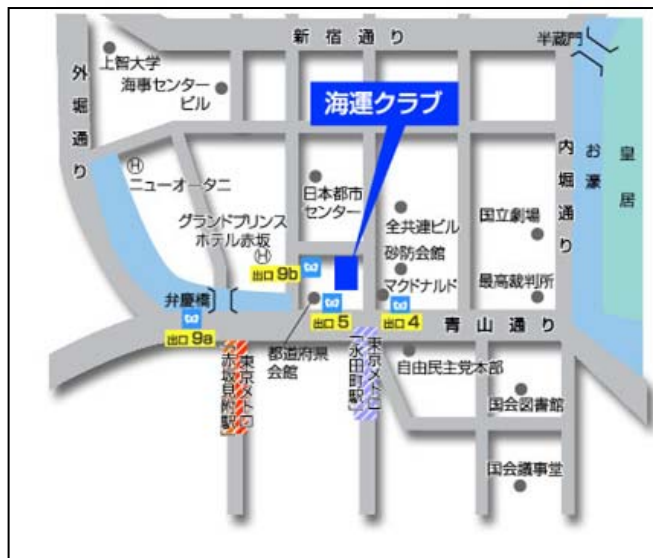 新宿通り
半蔵門
上智大学
海事センター
ビル
外堀通り
海運クラブ
内堀通り
お濠
皇居
Ⓗ
ニューオータニ
日本都市
センター
グランドプリンス
ホテル赤坂
Ⓗ
全共連ビル
国立劇場
砂防会館
出口 9b
マクドナルド
最高裁判所
弁慶橋
出口 9a
出口 5
出口 4
青山通り
都道府県
会館
東京メトロ
「赤坂見附駅」
東京メトロ
「永田町駅」
自由民主党本部
国会図書館
国会議事堂